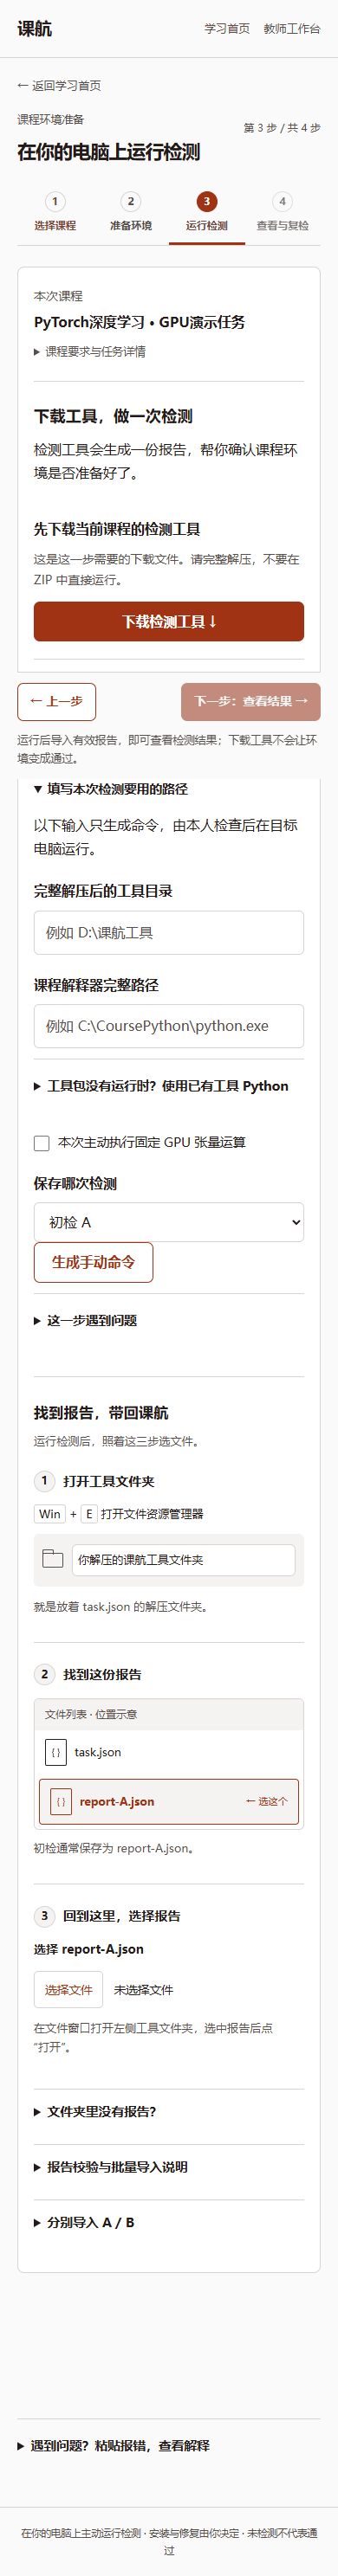 课航
学习首页 教师工作台
← 返回学习首页
课程环境准备
第 3 步 / 共 4 步
在你的电脑上运行检测
1 2 3 4
选择课程 准备环境 运行检测 查看与复检
本次课程
PyTorch深度学习 • GPU演示任务
▶ 课程要求与任务详情
下载工具，做一次检测
检测工具会生成一份报告，帮你确认课程环
境是否准备好了。
先下载当前课程的检测工具
这是这一步需要的下载文件。请完整解压，不要在
ZIP 中直接运行。
下载检测工具 ↓
← 上一步
下一步：查看结果 →
运行后导入有效报告，即可查看检测结果；下载工具不会让环
境变成通过。
▼ 填写本次检测要用的路径
以下输入只生成命令，由本人检查后在目标
电脑运行。
完整解压后的工具目录
例如 D:\课航工具
课程解释器完整路径
例如 C:\CoursePython\python.exe
▶ 工具包没有运行时？使用已有工具 Python
本次主动执行固定 GPU 张量运算
保存哪次检测
初检 A
生成手动命令
▶ 这一步遇到问题
找到报告，带回课航
运行检测后，照着这三步选文件。
1 打开工具文件夹
Win + E 打开文件资源管理器
你解压的课航工具文件夹
就是放着 task.json 的解压文件夹。
2 找到这份报告
文件列表 · 位置示意
{ } task.json
{ } report-A.json ← 选这个
初检通常保存为 report-A.json。
3 回到这里，选择报告
选择 report-A.json
选择文件 未选择文件
在文件窗口打开左侧工具文件夹，选中报告后点
“打开”。
▶ 文件夹里没有报告？
▶ 报告校验与批量导入说明
▶ 分别导入 A / B
▶ 遇到问题？粘贴报错，查看解释
在你的电脑上主动运行检测 · 安装与修复由你决定 · 未检测不代表通
过